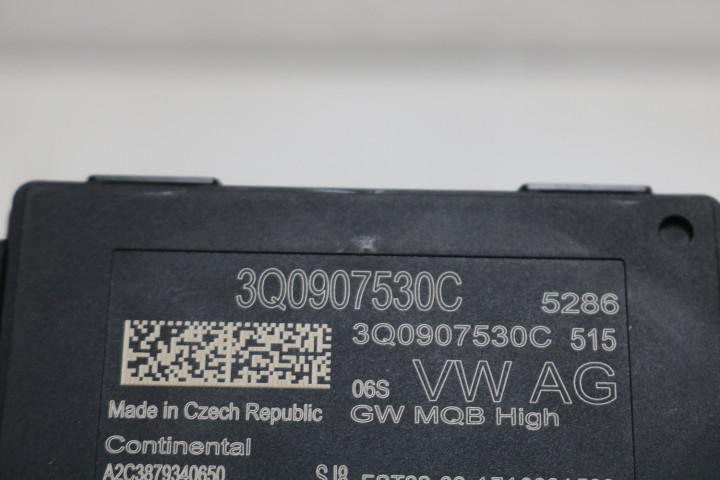 3Q0907530C
5286
3Q0907530C 515
06S VW AG
Made in Czech Republic GW MQB High
Continental
A2C3879340650